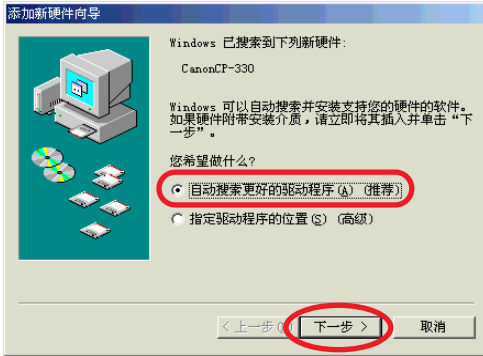 添加新硬件向导
Windows 已搜索到下列新硬件:
CanonCP-330
Windows 可以自动搜索并安装支持您的硬件的软件。
如果硬件附带安装介质，请立即将其插入并单击“下
一步”。
您希望做什么?
自动搜索更好的驱动程序(A) (推荐)
指定驱动程序的位置(S) (高级)
< 上一步(B) 下一步 > 取消